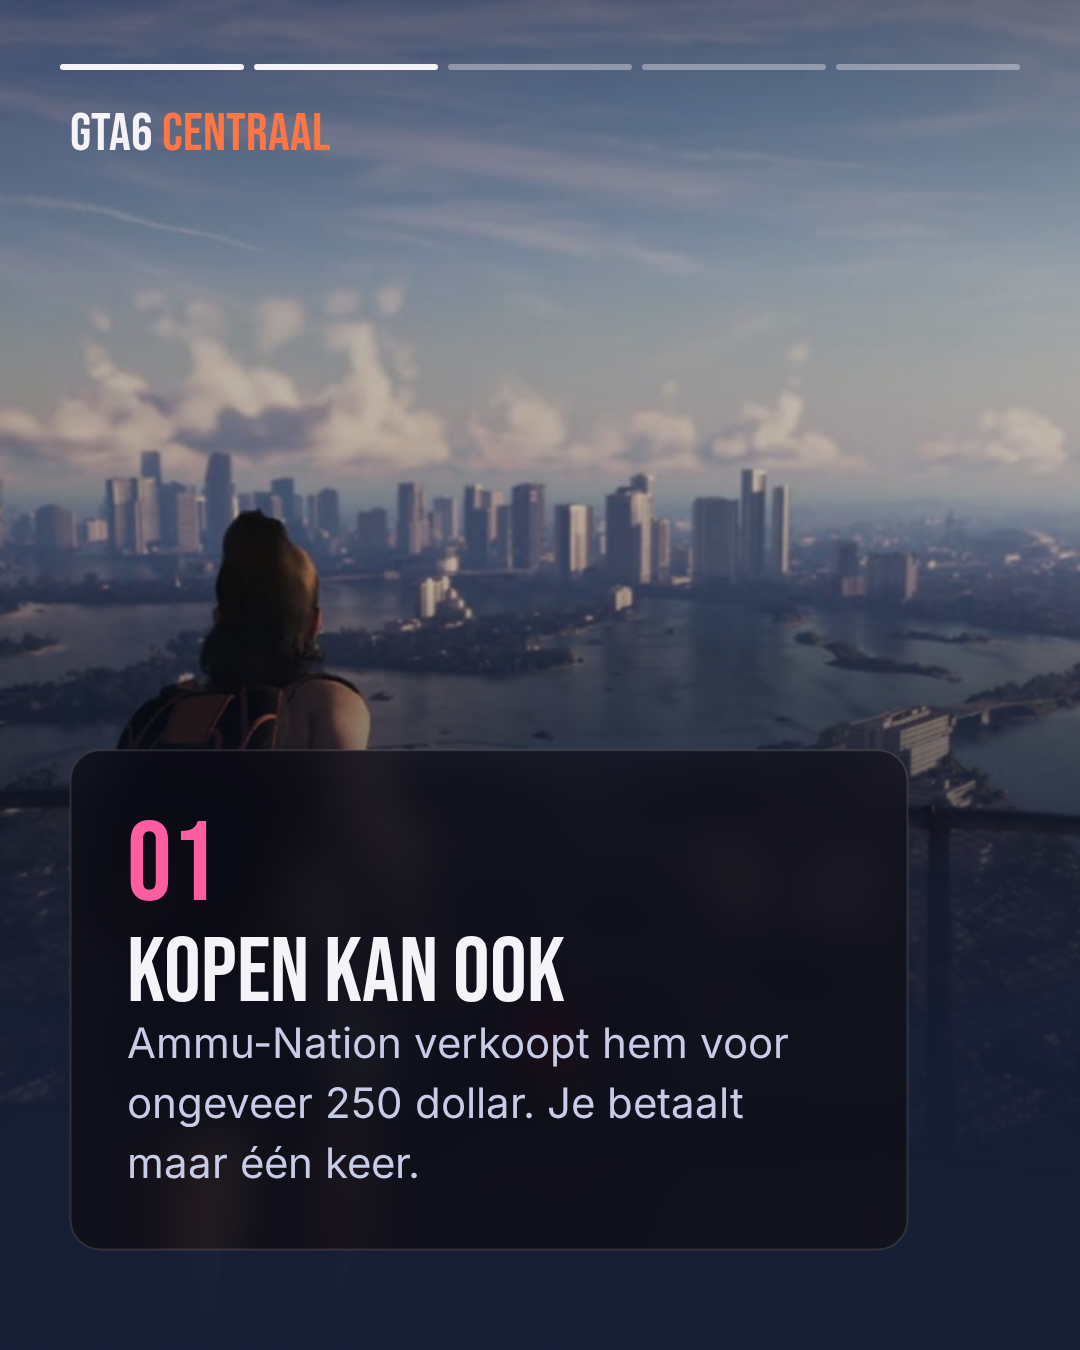 GTA6 CENTRAAL
01
KOPEN KAN OOK
Ammu-Nation verkoopt hem voor
ongeveer 250 dollar. Je betaalt
maar één keer.